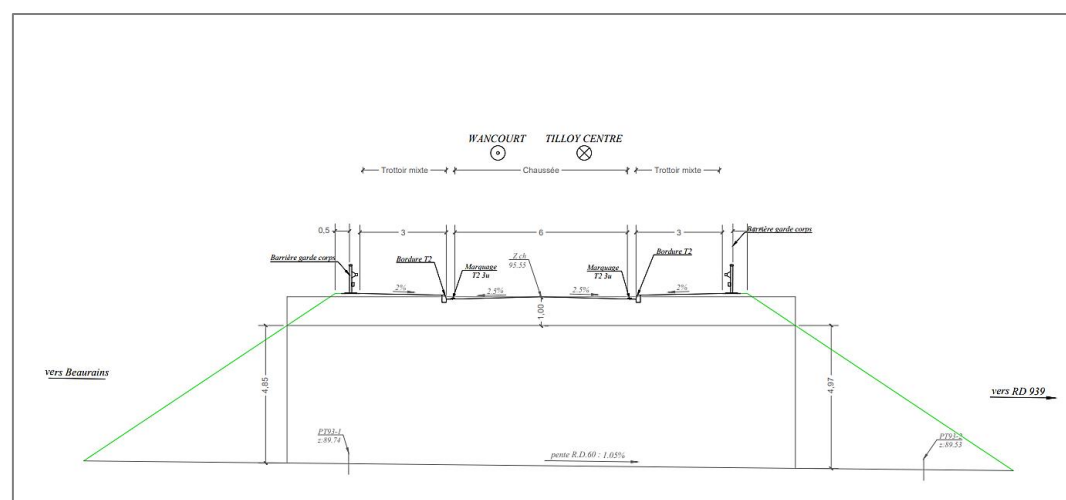 WANCOURT TILLOY CENTRE
Trottoir mixte Chaussée Trottoir mixte
0,5 3 6 3
Barrière garde corps
Bordure T2
Z ch
95.55
Bordure T2
Barrière garde corps
Marquage
T2 3u
Marquage
T2 3u
2% 2.5% 2.5% 2%
1,00
vers Beaurains
4,85
4,97
vers RD 939
PT93-1
z:89.74
PT93-2
z:89.53
pente R.D.60 : 1.05%